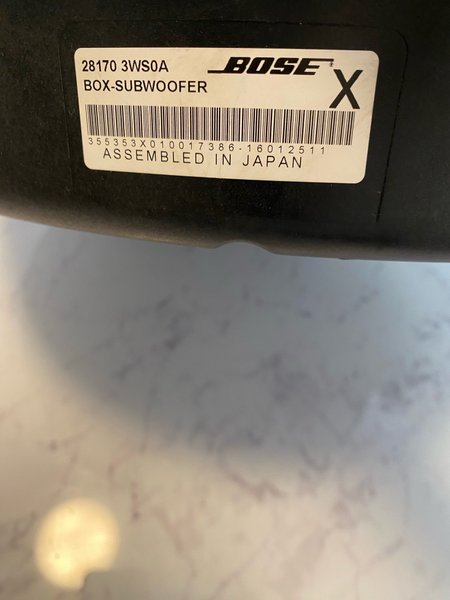 28170 3WS0A BOSE
BOX-SUBWOOFER X
355353X010017386-16012511
ASSEMBLED IN JAPAN